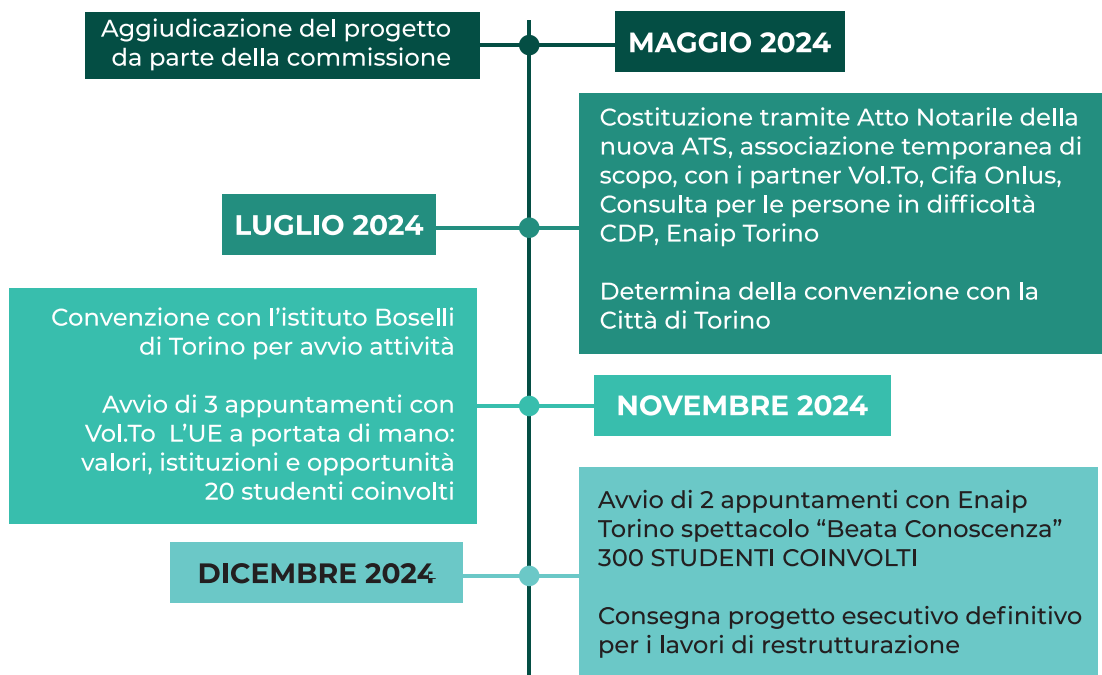 Aggiudicazione del progetto
da parte della commissione
MAGGIO 2024
Costituzione tramite Atto Notarile della
nuova ATS, associazione temporanea di
scopo, con i partner Vol.To, Cifa Onlus,
Consulta per le persone in difficoltà
CDP, Enaip Torino
Determina della convenzione con la
Città di Torino
LUGLIO 2024
Convenzione con l’istituto Boselli
di Torino per avvio attività
Avvio di 3 appuntamenti con
Vol.To L’UE a portata di mano:
valori, istituzioni e opportunità
20 studenti coinvolti
NOVEMBRE 2024
Avvio di 2 appuntamenti con Enaip
Torino spettacolo “Beata Conoscenza”
300 STUDENTI COINVOLTI
Consegna progetto esecutivo definitivo
per i lavori di restrutturazione
DICEMBRE 2024